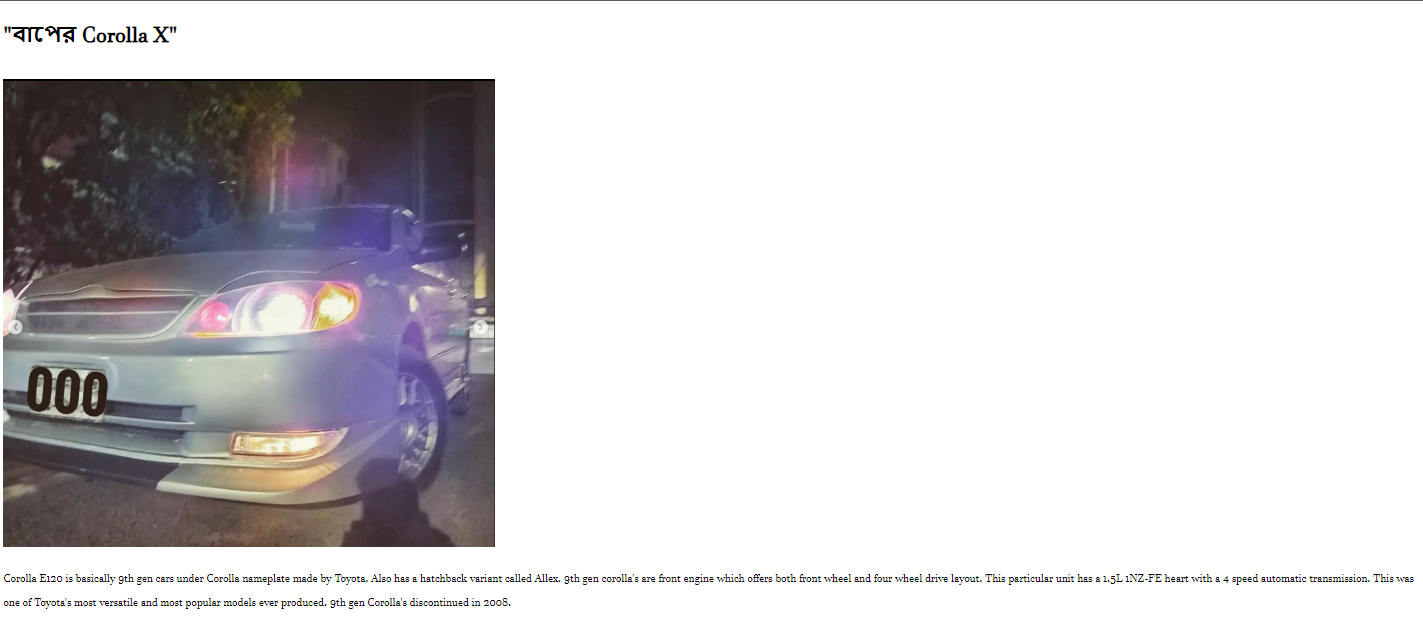 "বাপের Corolla X"
000
Corolla E120 is basically 9th gen cars under Corolla nameplate made by Toyota. Also has a hatchback variant called Allex. 9th gen corolla's are front engine which offers both front wheel and four wheel drive layout. This particular unit has a 1.5L 1NZ-FE heart with a 4 speed automatic transmission. This was
one of Toyota's most versatile and most popular models ever produced. 9th gen Corolla's discontinued in 2008.